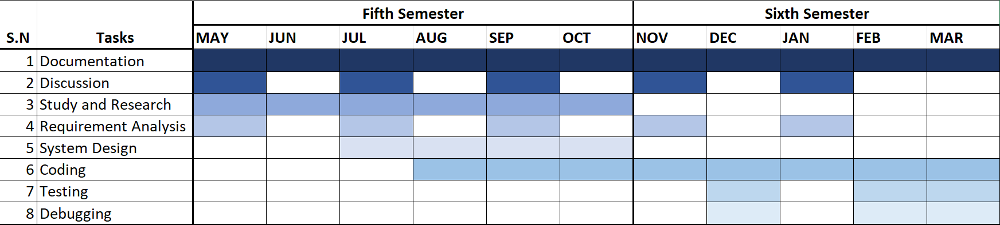 Fifth Semester Sixth Semester
S.N Tasks MAY JUN JUL AUG SEP OCT NOV DEC JAN FEB MAR
1 Documentation
2 Discussion
3 Study and Research
4 Requirement Analysis
5 System Design
6 Coding
7 Testing
8 Debugging